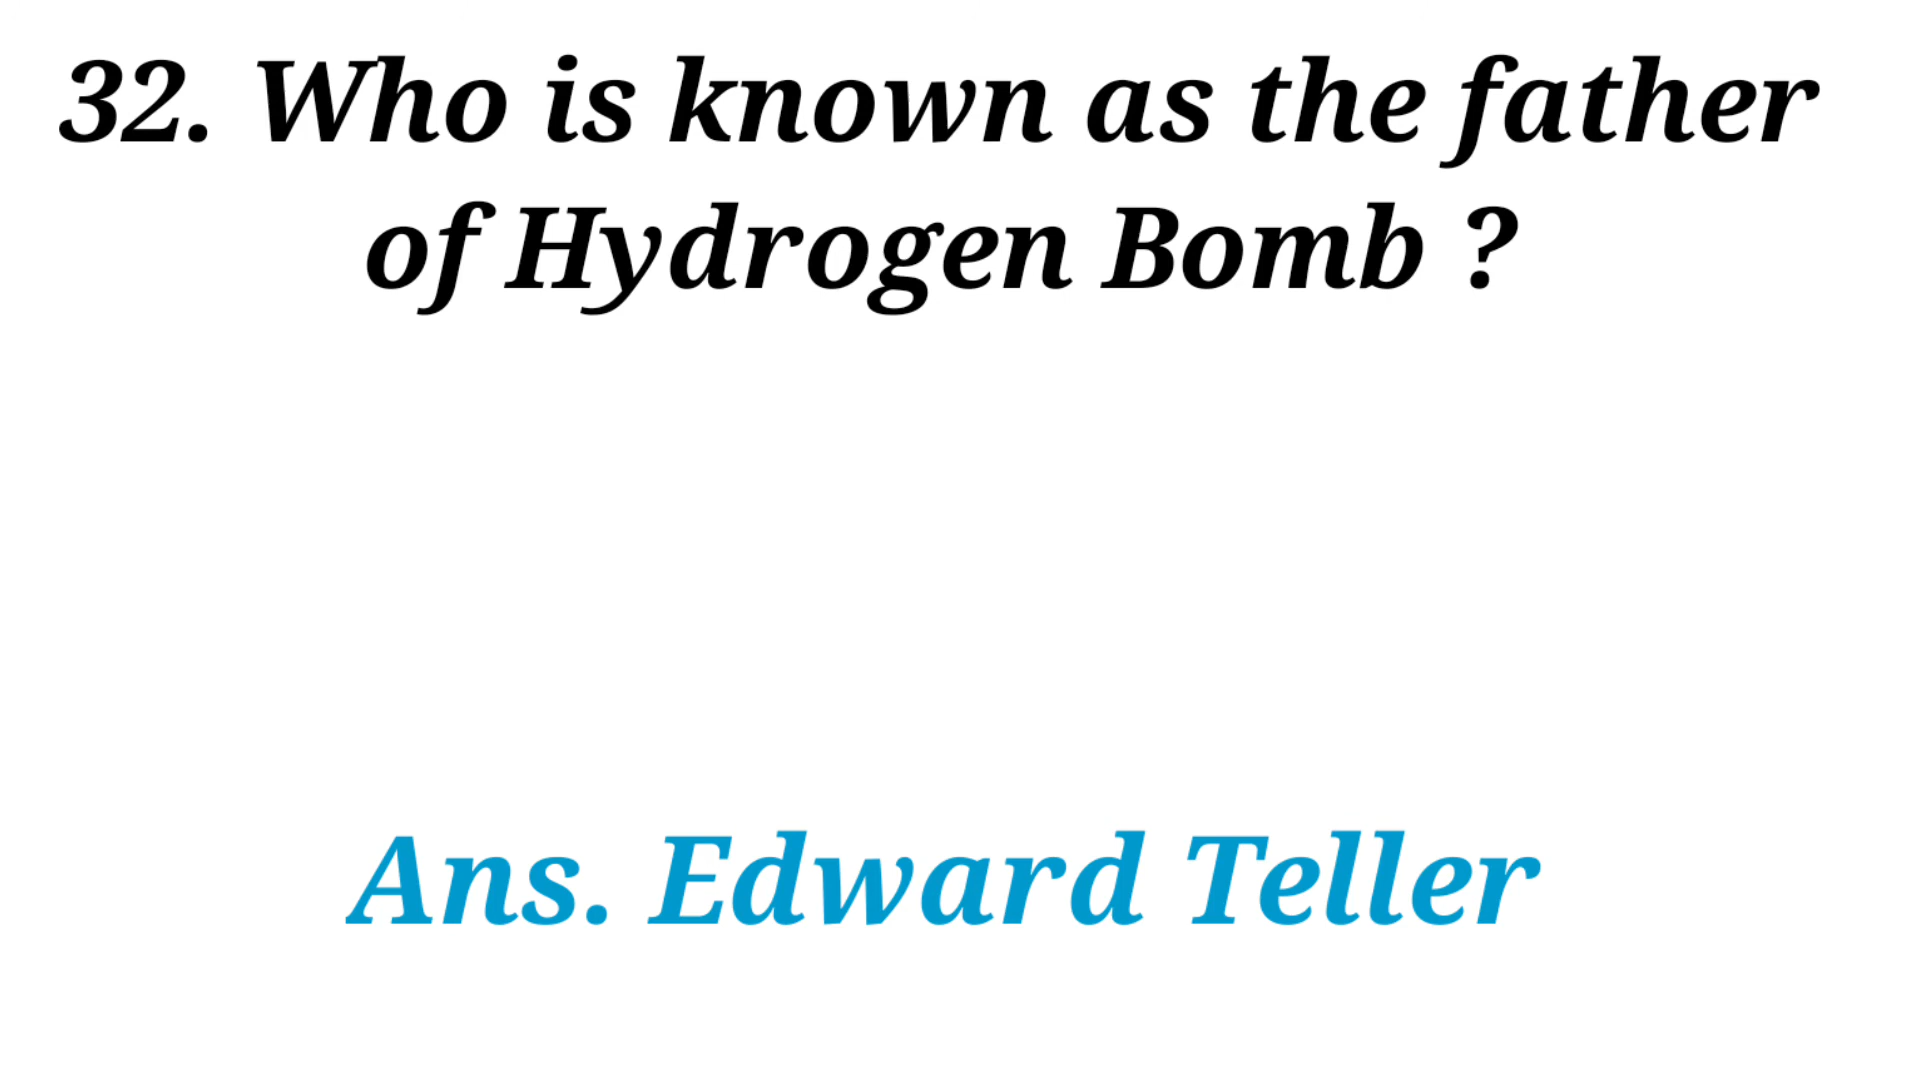 32. Who is known as the father
of Hydrogen Bomb ?
Ans. Edward Teller